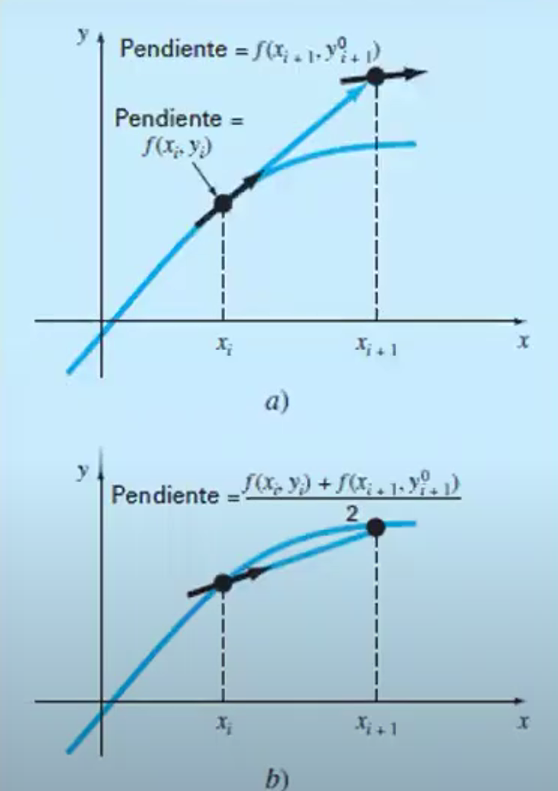 y
Pendiente = f(x_{i+1}, y^0_{i+1})
Pendiente =
f(x_i, y_i)
x_i x_{i+1} x
a)
y
Pendiente = f(x_i, y_i) + f(x_{i+1}, y^0_{i+1})
2
x_i x_{i+1} x
b)